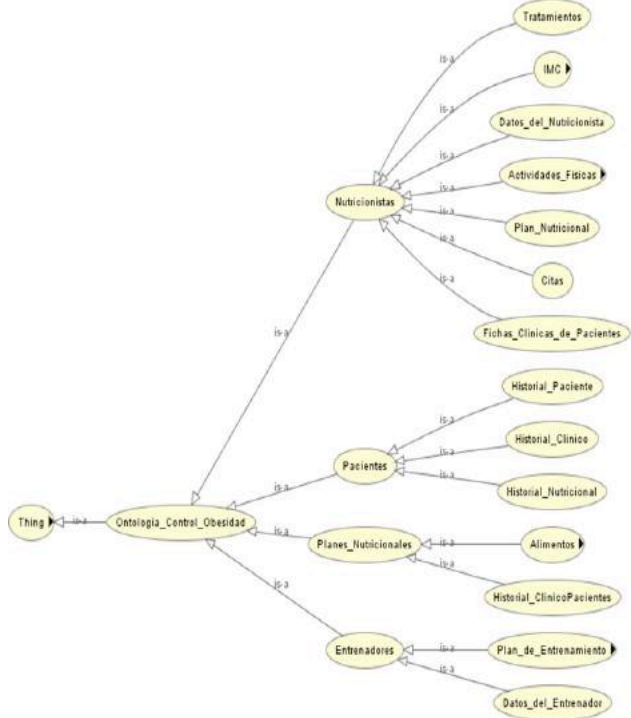 Tratamientos
is-a
IMC
is-a
Datos_del_Nutricionista
is-a
Actividades_Fisicas
is-a
Nutricionistas
Plan_Nutricional
is-a
is-a
Citas
is-a
Fichas_Clinicas_de_Pacientes
is-a
Historial_Paciente
is-a
Historial_Clinico
is-a
Pacientes
is-a
Historial_Nutricional
is-a
Thing
is-a
Ontologia_Control_Obesidad
is-a
Planes_Nutricionales
is-a
Alimentos
is-a
Historial_ClinicoPacientes
is-a
Entrenadores
is-a
Plan_de_Entrenamiento
is-a
Datos_del_Entrenador